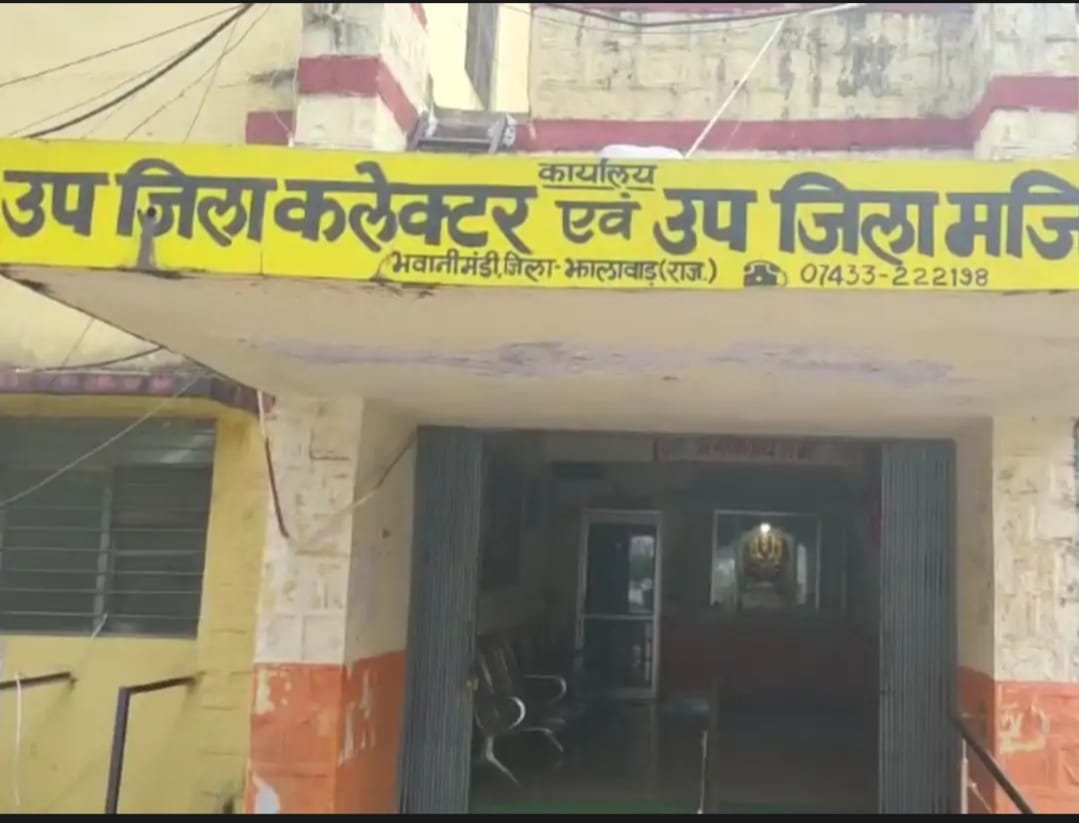 कार्यालय
उप जिला कलेक्टर एवं उप जिला मजि
भवानीमंडी, जिला-झालावाड़ (राज.) ☎ 07433-222198